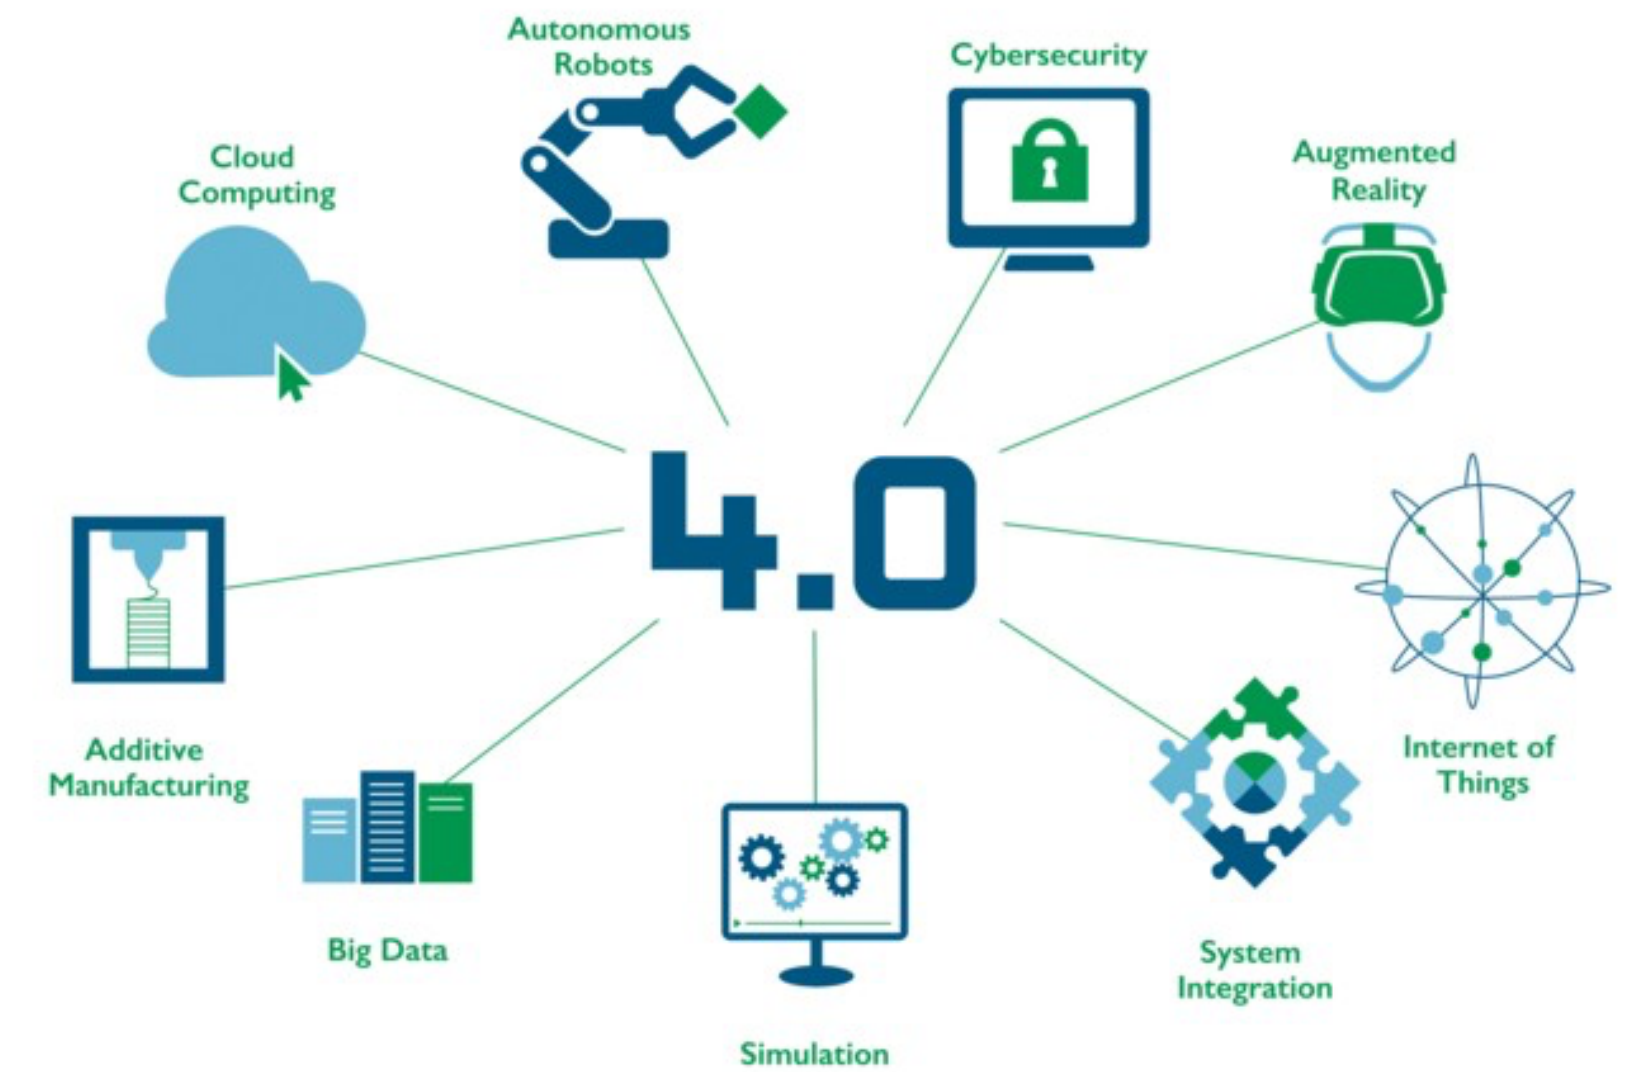 Autonomous
Robots
Cybersecurity
Cloud
Computing
Augmented
Reality
4.0
Additive
Manufacturing
Internet of
Things
Big Data
System
Integration
Simulation